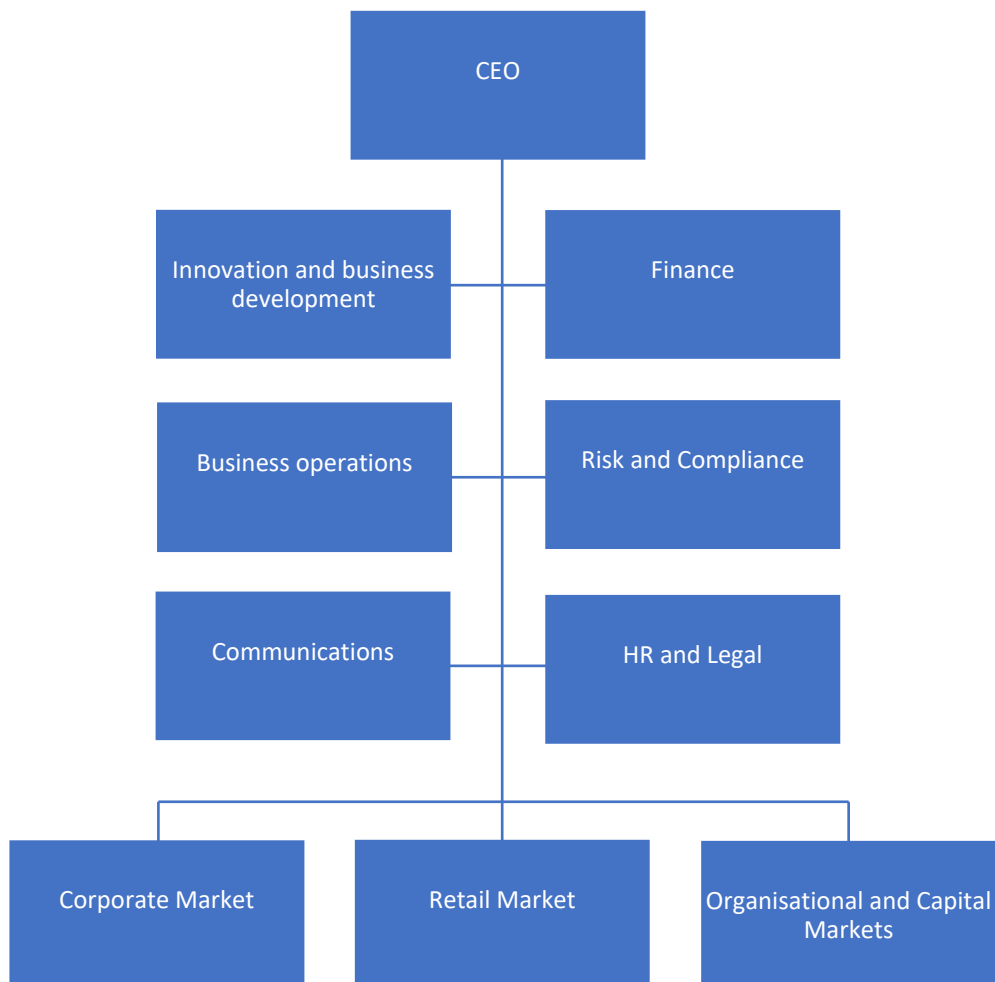 CEO
Innovation and business
development
Finance
Business operations
Risk and Compliance
Communications
HR and Legal
Corporate Market
Retail Market
Organisational and Capital
Markets